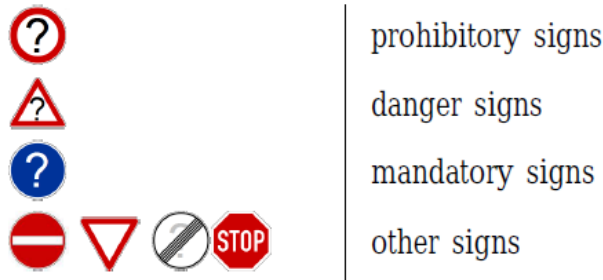 ? prohibitory signs
? danger signs
? mandatory signs
? STOP other signs